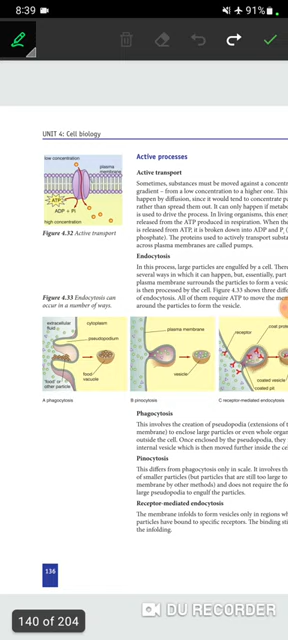 8:39
91%
UNIT 4: Cell biology
Active processes
low concentration
plasma
membrane
ATP
ADP + Pi
high concentration
Figure 4.32 Active transport
Active transport
Sometimes, substances must be moved against a concentr
gradient – from a low concentration to a higher one. This
happen by diffusion, since it would tend to concentrate pa
rather than spread them out. It can only happen if metabo
is used to drive the process. In living organisms, this energ
released from the ATP produced in respiration. When the
is released from ATP, it is broken down into ADP and Pi (
phosphate). The proteins used to actively transport substa
across plasma membranes are called pumps.
Endocytosis
In this process, large particles are engulfed by a cell. There
several ways in which it can happen, but, essentially, part
plasma membrane surrounds the particles to form a vesic
is then processed by the cell. Figure 4.33 shows three diff
of endocytosis. All of them require ATP to move the mem
around the particles to form the vesicle.
Figure 4.33 Endocytosis can
occur in a number of ways.
extracellular
fluid
cytoplasm
pseudopodium
food
vacuole
'food' or
other particle
plasma membrane
vesicle
receptor
coat prote
coated vesicle
coated pit
A phagocytosis
B pinocytosis
C receptor-mediated endocytosis
Phagocytosis
This involves the creation of pseudopodia (extensions of t
membrane) to enclose large particles or even whole organ
outside the cell. Once enclosed by the pseudopodia, they
internal vesicle which is then moved further inside the cel
Pinocytosis
This differs from phagocytosis only in scale. It involves the
of smaller particles (but particles that are still too large to
membrane by other methods) and does not require the fo
large pseudopodia to engulf the particles.
Receptor-mediated endocytosis
The membrane infolds to form vesicles only in regions wh
particles have bound to specific receptors. The binding sti
the infolding.
136
140 of 204
DU RECORDER